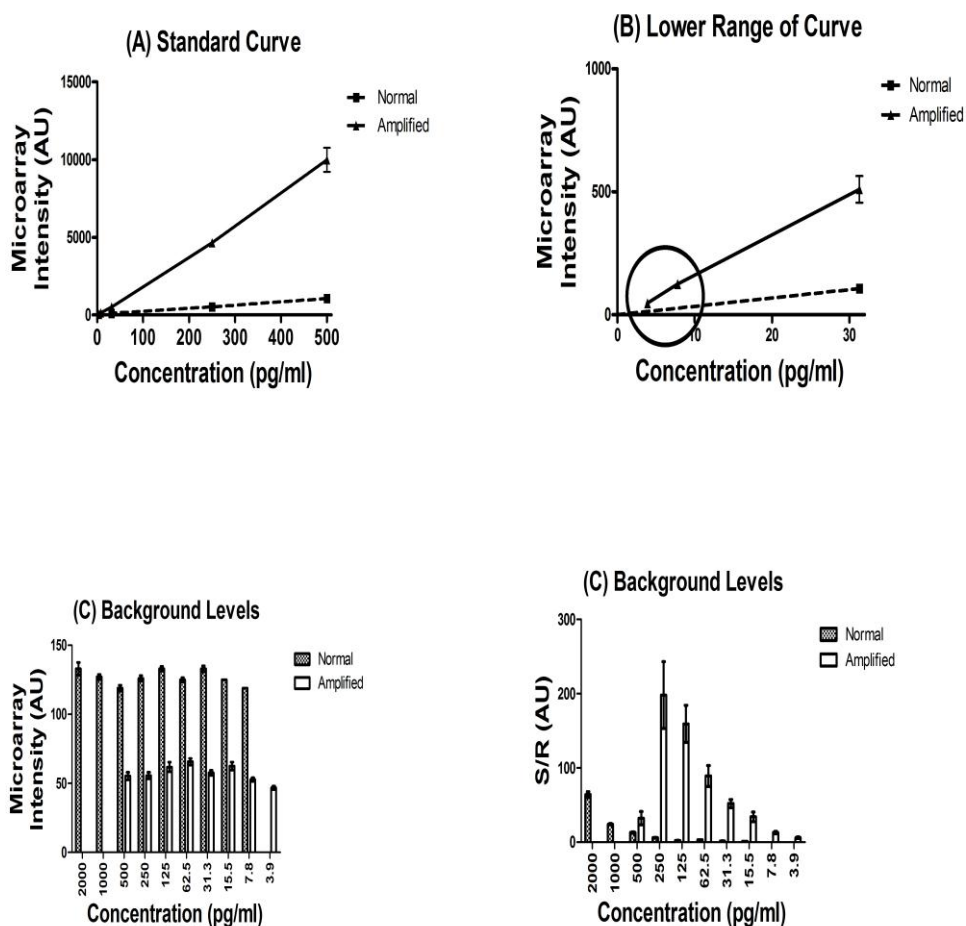 (A) Standard Curve
15000
10000
5000
0
0 100 200 300 400 500
Microarray
Intensity (AU)
Concentration (pg/ml)
Normal
Amplified
(B) Lower Range of Curve
1000
500
0
0 10 20 30
Microarray
Intensity (AU)
Concentration (pg/ml)
Normal
Amplified
(C) Background Levels
150
100
50
0
2000 1000 500 250 125 62.5 31.3 15.5 7.8 3.9
Microarray
Intensity (AU)
Concentration (pg/ml)
Normal
Amplified
(C) Background Levels
300
200
100
0
2000 1000 500 250 125 62.5 31.3 15.5 7.8 3.9
S/R (AU)
Concentration (pg/ml)
Normal
Amplified